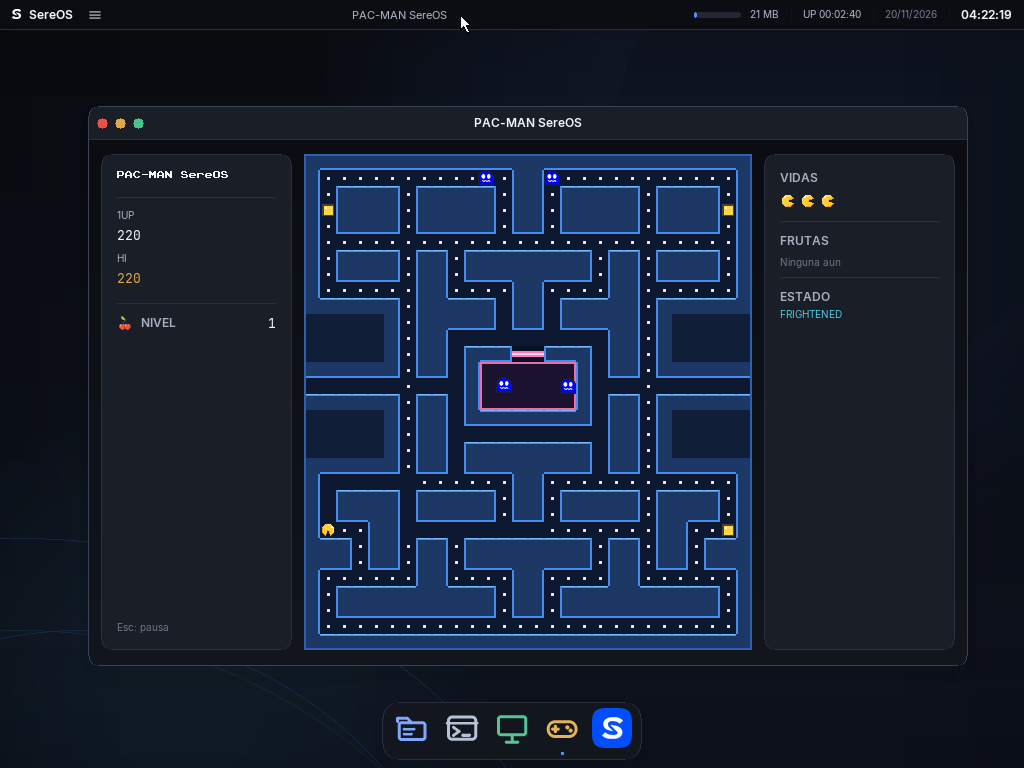 SereOS
PAC-MAN SereOS
21 MB
UP 00:02:40
20/11/2026
04:22:19
PAC-MAN SereOS
PAC-MAN SereOS
1UP
220
HI
220
NIVEL
1
Esc: pausa
VIDAS
FRUTAS
Ninguna aun
ESTADO
FRIGHTENED